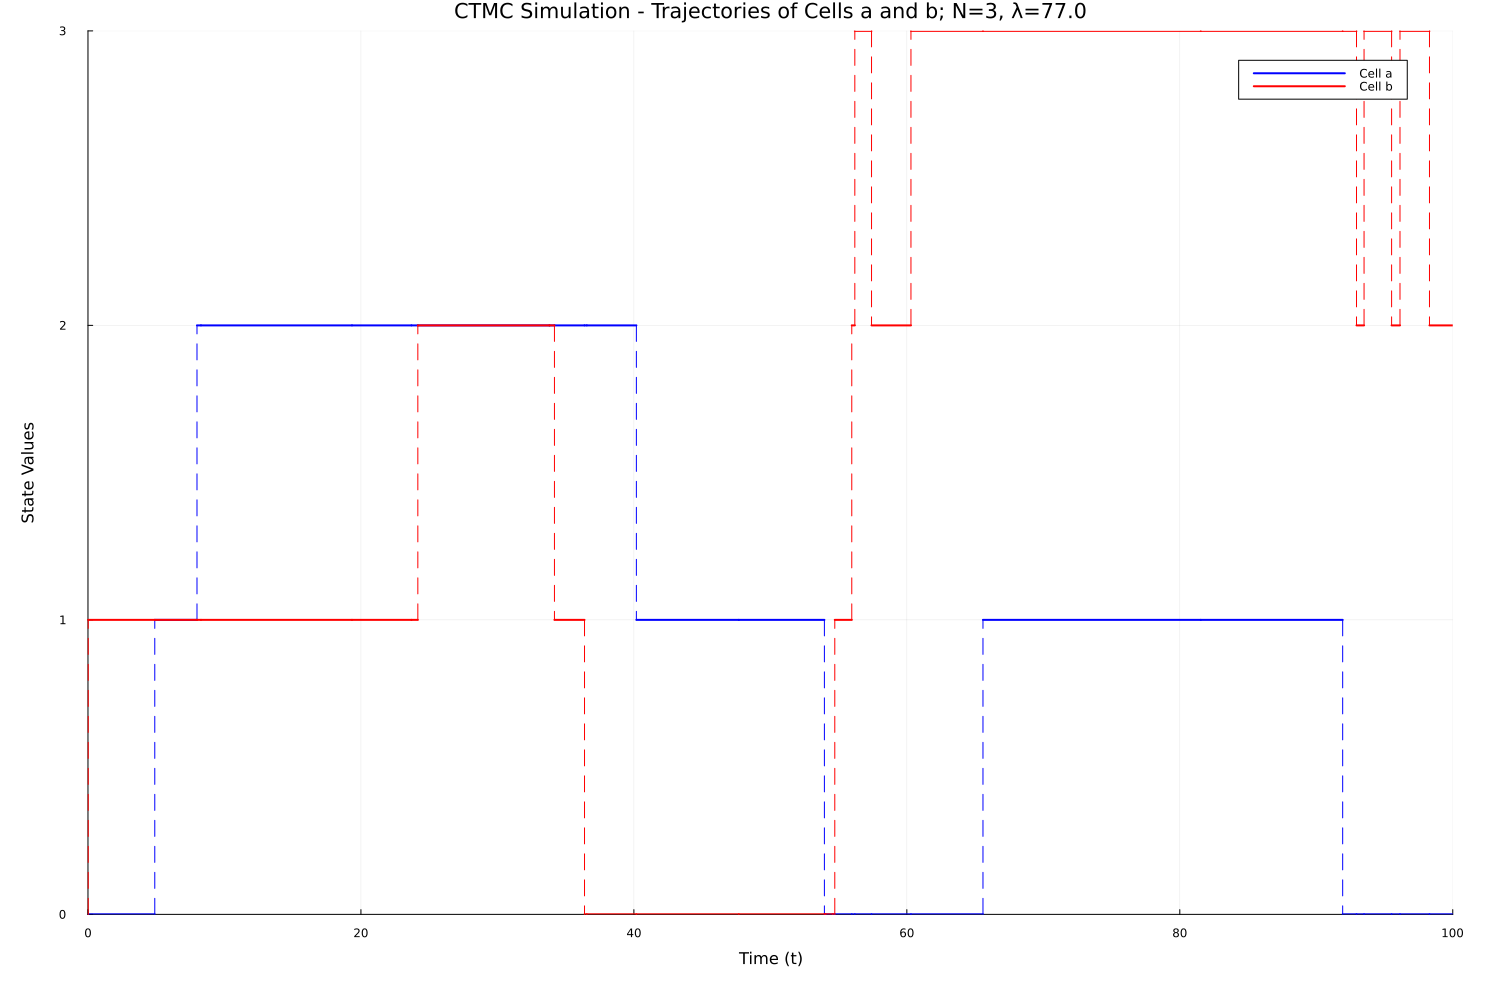 CTMC Simulation - Trajectories of Cells a and b; N=3, λ=77.0
3
Cell a
Cell b
2
State Values
1
0
0 20 40 60 80 100
Time (t)